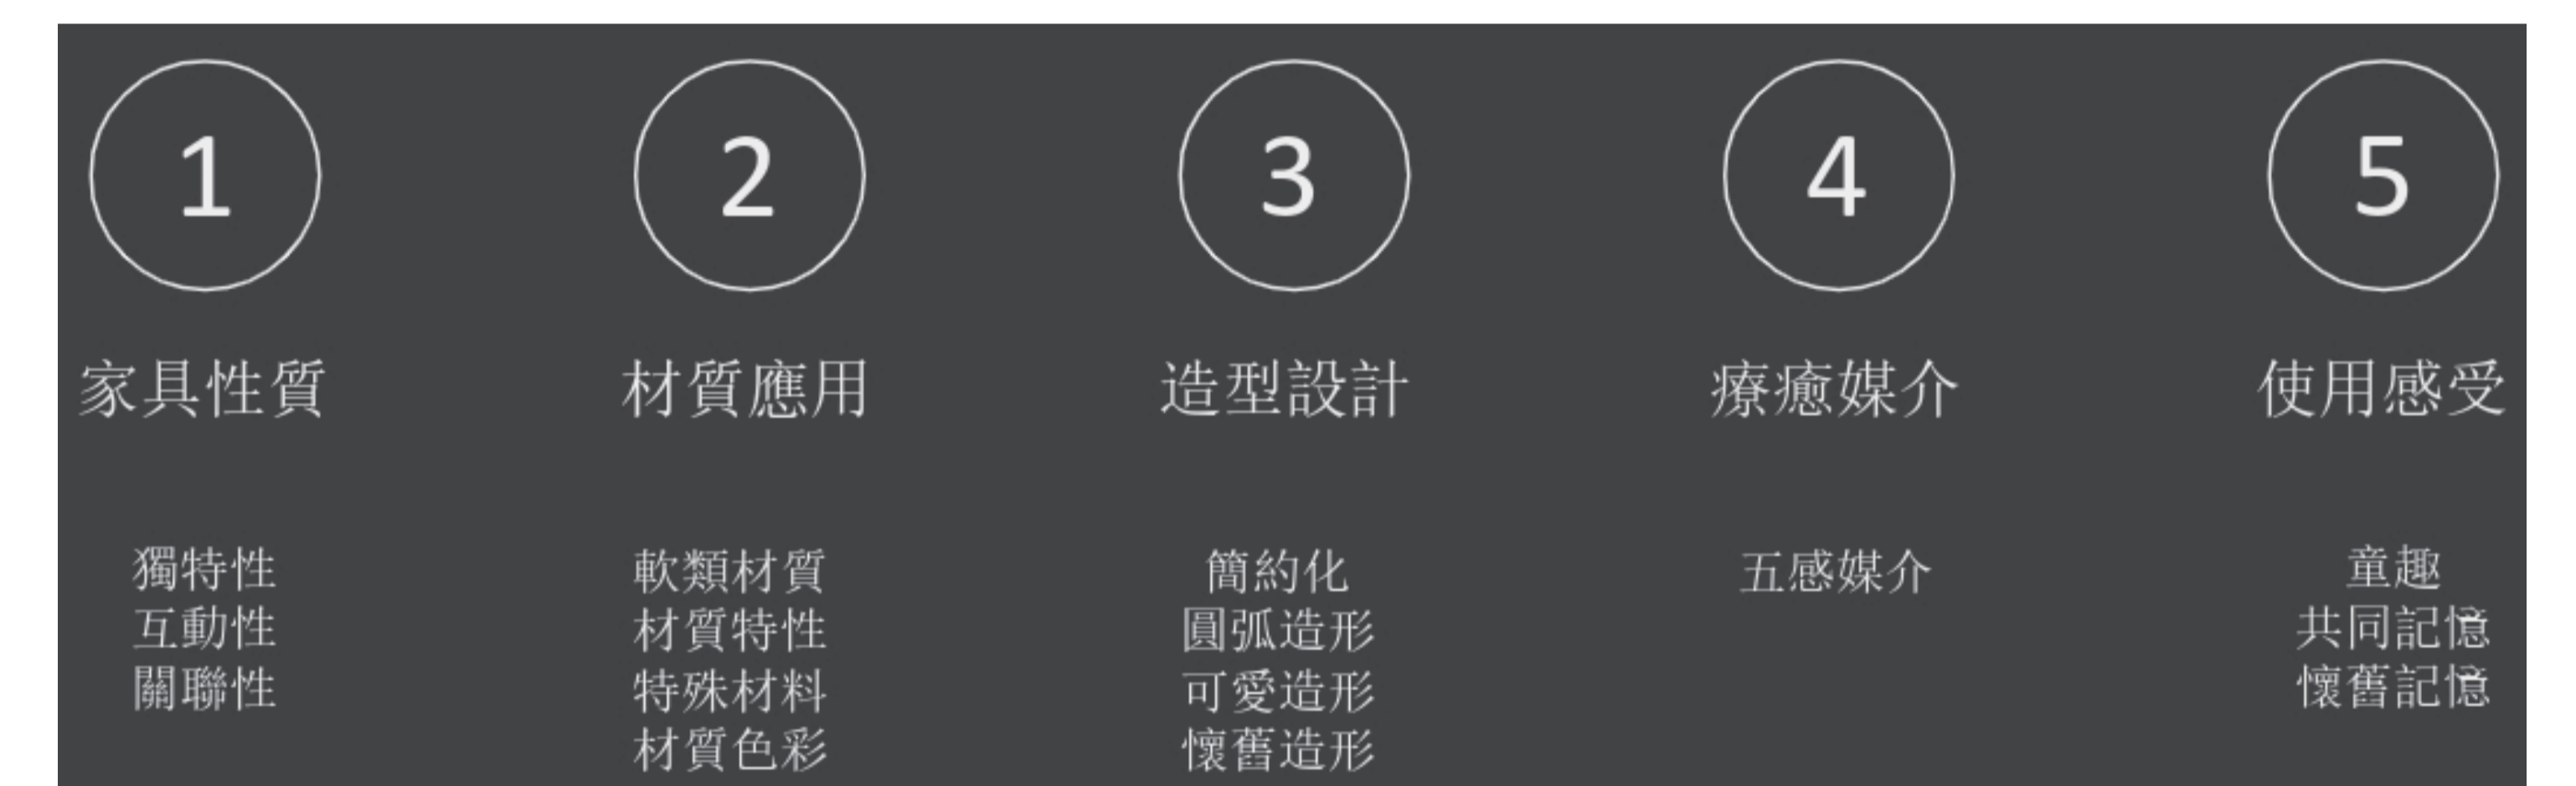 1
家具性質
獨特性
互動性
關聯性
2
材質應用
軟類材質
材質特性
特殊材料
材質色彩
3
造型設計
簡約化
圓弧造形
可愛造形
懷舊造形
4
療癒媒介
五感媒介
5
使用感受
童趣
共同記憶
懷舊記憶